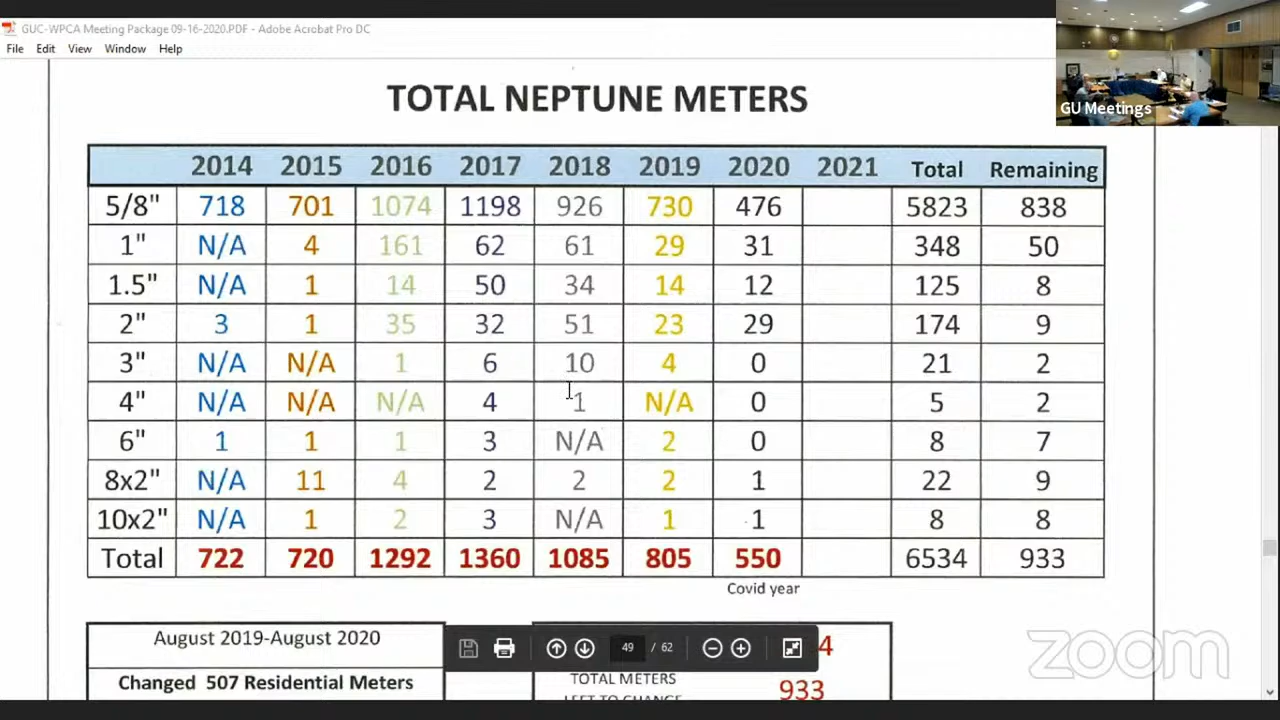 GUC-WPCA Meeting Package 09-16-2020.PDF - Adobe Acrobat Pro DC
File Edit View Window Help
GU Meetings
TOTAL NEPTUNE METERS
2014 2015 2016 2017 2018 2019 2020 2021 Total Remaining
5/8" 718 701 1074 1198 926 730 476 5823 838
1" N/A 4 161 62 61 29 31 348 50
1.5" N/A 1 14 50 34 14 12 125 8
2" 3 1 35 32 51 23 29 174 9
3" N/A N/A 1 6 10 4 0 21 2
4" N/A N/A N/A 4 1 N/A 0 5 2
6" 1 1 1 3 N/A 2 0 8 7
8x2" N/A 11 4 2 2 2 1 22 9
10x2" N/A 1 2 3 N/A 1 1 8 8
Total 722 720 1292 1360 1085 805 550 6534 933
Covid year
August 2019-August 2020
49 / 62
4
Changed 507 Residential Meters
TOTAL METERS
LEFT TO CHANGE
933
zoom